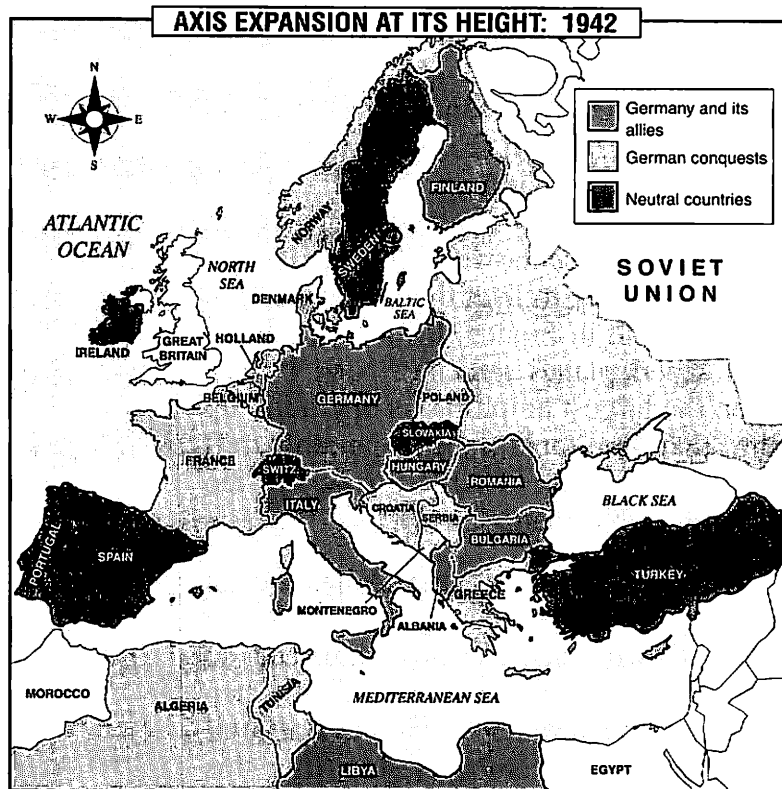 AXIS EXPANSION AT ITS HEIGHT: 1942
N
W
E
S
Germany and its
allies
German conquests
Neutral countries
ATLANTIC
OCEAN
NORTH
SEA
NORWAY
SWEDEN
FINLAND
BALTIC
SEA
SOVIET
UNION
DENMARK
IRELAND
GREAT
BRITAIN
HOLLAND
BELGIUM
GERMANY
POLAND
SLOVAKIA
FRANCE
SWITZ.
HUNGARY
ROMANIA
ITALY
CROATIA
SERBIA
BLACK SEA
BULGARIA
PORTUGAL
SPAIN
TURKEY
MONTENEGRO
ALBANIA
GREECE
MOROCCO
ALGERIA
TUNISIA
MEDITERRANEAN SEA
LIBYA
EGYPT